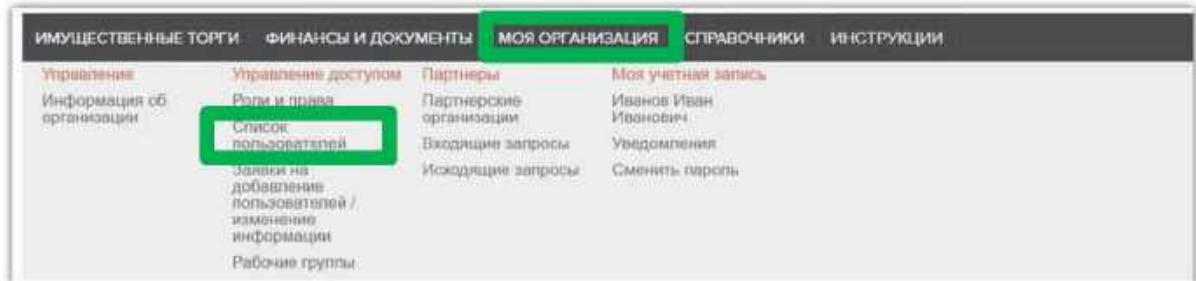 ИМУЩЕСТВЕННЫЕ ТОРГИ ФИНАНСЫ И ДОКУМЕНТЫ МОЯ ОРГАНИЗАЦИЯ СПРАВОЧНИКИ ИНСТРУКЦИИ
Управление
Информация об
организации
Управление доступом
Роли и права
Список
пользователей
Заявки на
добавление
пользователей /
изменение
информации
Рабочие группы
Партнеры
Партнерские
организации
Входящие запросы
Исходящие запросы
Моя учетная запись
Иванов Иван
Иванович
Уведомления
Сменить пароль